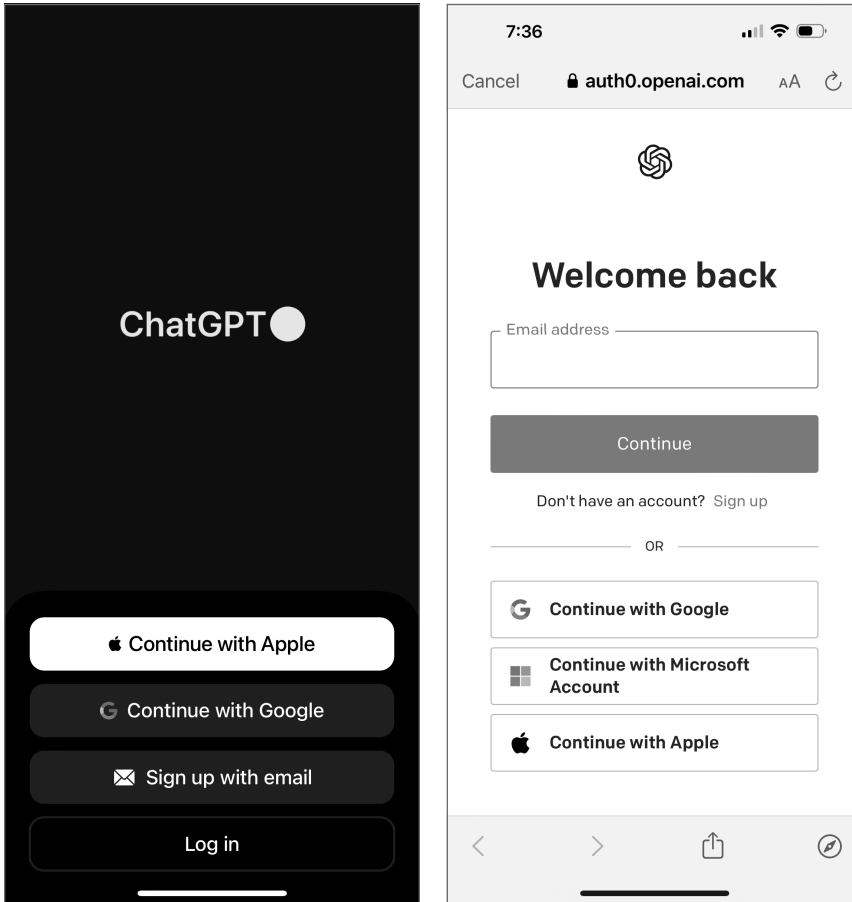 ChatGPT
Continue with Apple
Continue with Google
Sign up with email
Log in
7:36
Cancel
auth0.openai.com
AA
Welcome back
Email address
Continue
Don't have an account? Sign up
OR
Continue with Google
Continue with Microsoft
Account
Continue with Apple